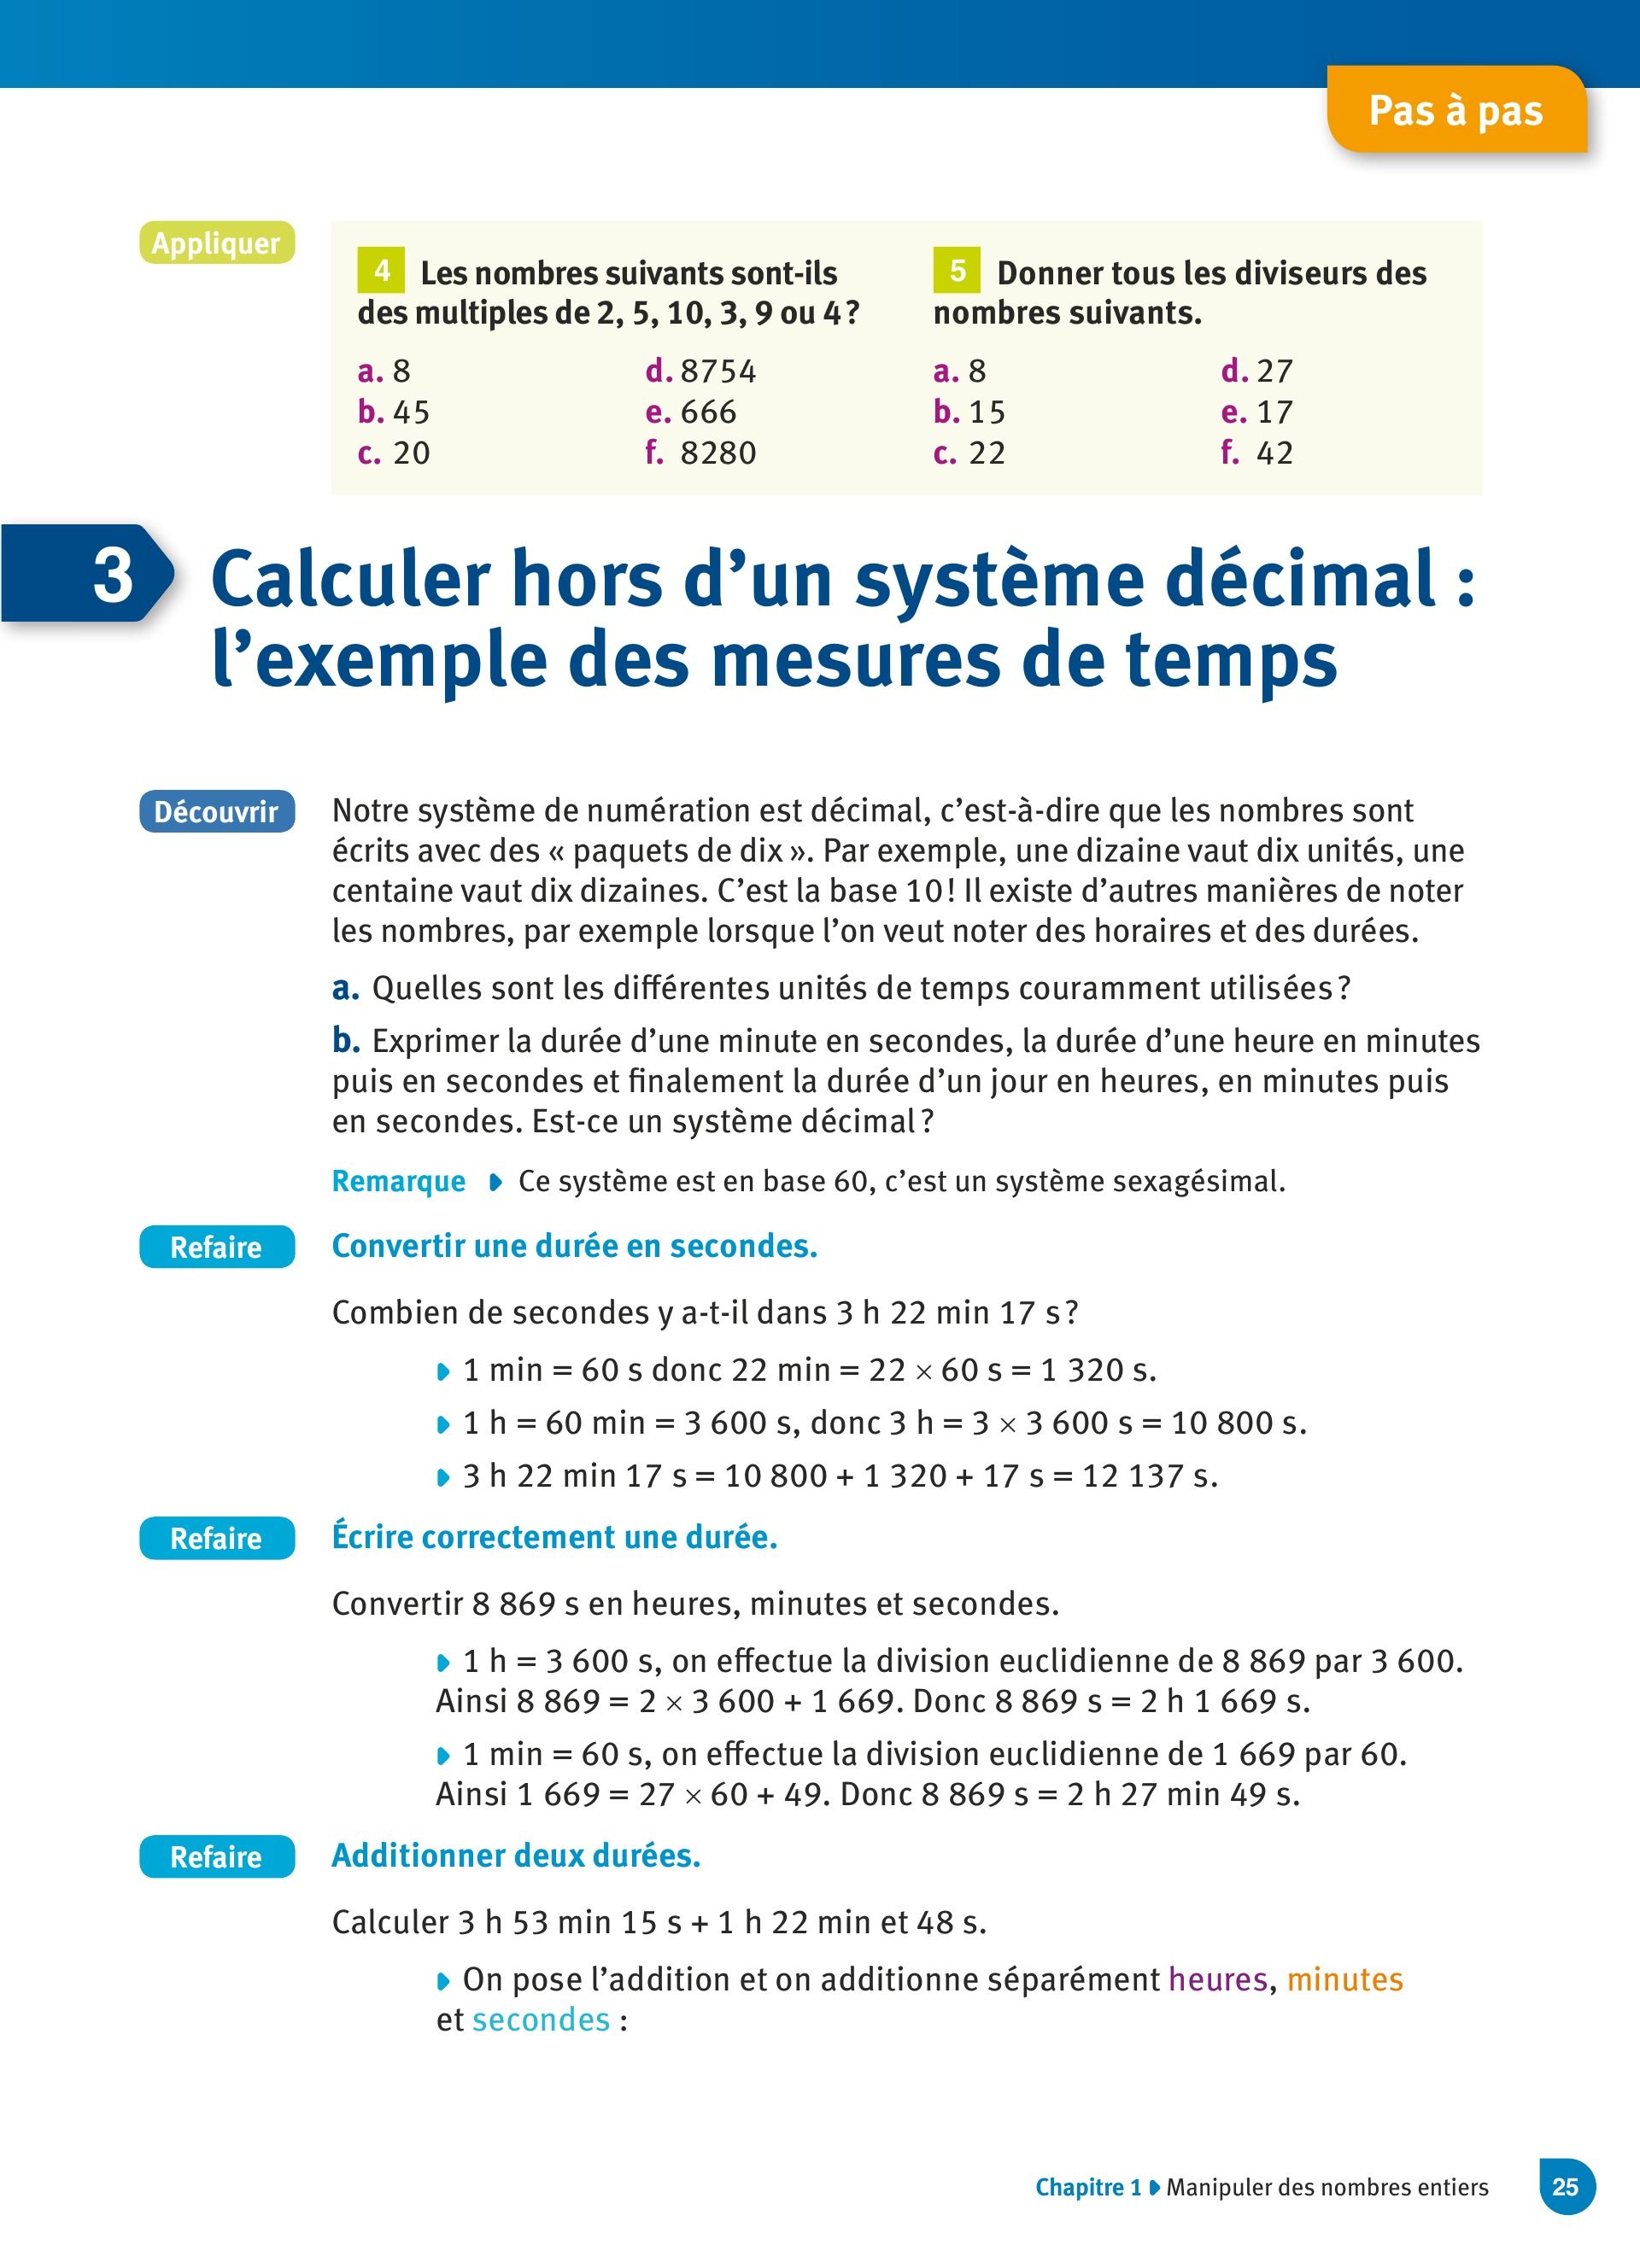 Pas à pas
Appliquer
4 Les nombres suivants sont-ils
des multiples de 2, 5, 10, 3, 9 ou 4 ?
a. 8
b. 45
c. 20
d. 8754
e. 666
f. 8280
5 Donner tous les diviseurs des
nombres suivants.
a. 8
b. 15
c. 22
d. 27
e. 17
f. 42
3 Calculer hors d’un système décimal :
l’exemple des mesures de temps
Découvrir
Notre système de numération est décimal, c’est-à-dire que les nombres sont
écrits avec des « paquets de dix ». Par exemple, une dizaine vaut dix unités, une
centaine vaut dix dizaines. C’est la base 10 ! Il existe d’autres manières de noter
les nombres, par exemple lorsque l’on veut noter des horaires et des durées.
a. Quelles sont les différentes unités de temps couramment utilisées ?
b. Exprimer la durée d’une minute en secondes, la durée d’une heure en minutes
puis en secondes et finalement la durée d’un jour en heures, en minutes puis
en secondes. Est-ce un système décimal ?
Remarque Ce système est en base 60, c’est un système sexagésimal.
Refaire
Convertir une durée en secondes.
Combien de secondes y a-t-il dans 3 h 22 min 17 s ?
1 min = 60 s donc 22 min = 22 × 60 s = 1 320 s.
1 h = 60 min = 3 600 s, donc 3 h = 3 × 3 600 s = 10 800 s.
3 h 22 min 17 s = 10 800 + 1 320 + 17 s = 12 137 s.
Refaire
Écrire correctement une durée.
Convertir 8 869 s en heures, minutes et secondes.
1 h = 3 600 s, on effectue la division euclidienne de 8 869 par 3 600.
Ainsi 8 869 = 2 × 3 600 + 1 669. Donc 8 869 s = 2 h 1 669 s.
1 min = 60 s, on effectue la division euclidienne de 1 669 par 60.
Ainsi 1 669 = 27 × 60 + 49. Donc 8 869 s = 2 h 27 min 49 s.
Refaire
Additionner deux durées.
Calculer 3 h 53 min 15 s + 1 h 22 min et 48 s.
On pose l’addition et on additionne séparément heures, minutes
et secondes :
Chapitre 1 Manipuler des nombres entiers
25